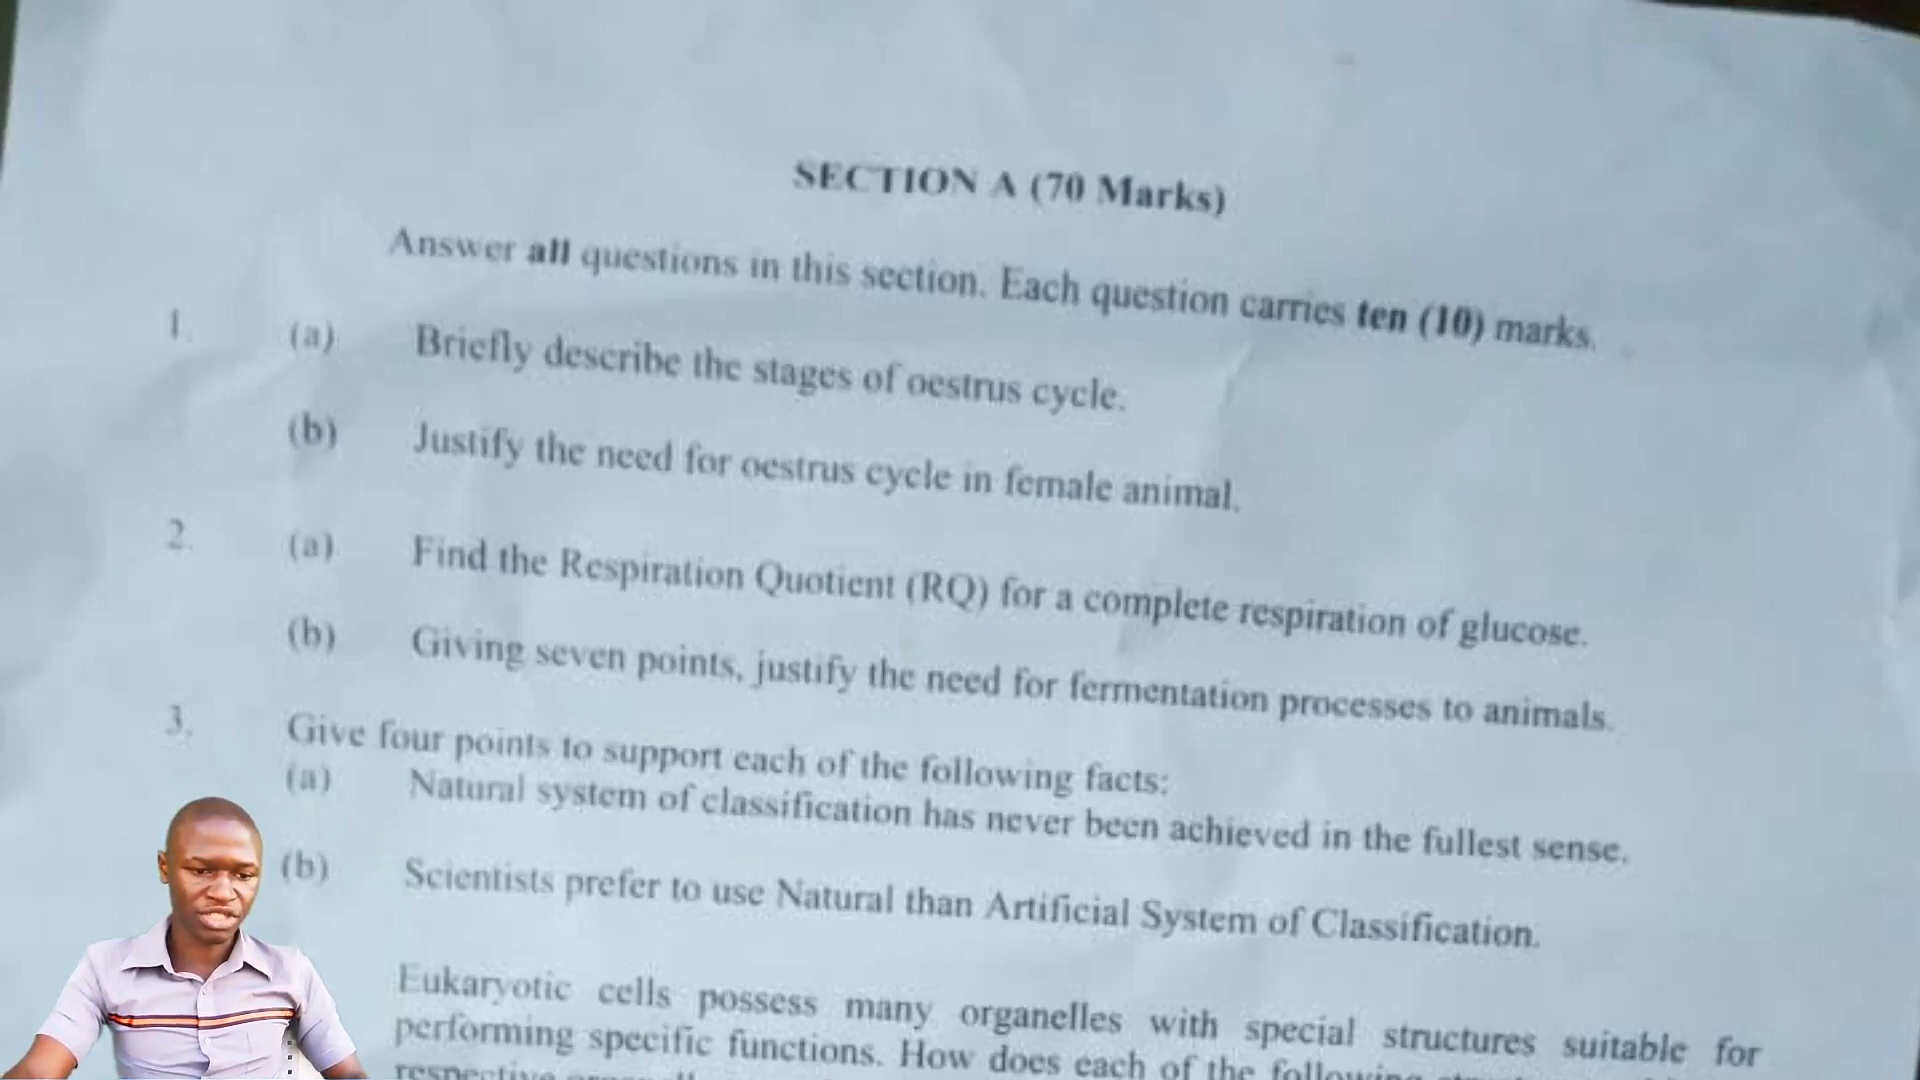 SECTION A (70 Marks)
Answer all questions in this section. Each question carries ten (10) marks.
1. (a) Briefly describe the stages of oestrus cycle.
(b) Justify the need for oestrus cycle in female animal.
2. (a) Find the Respiration Quotient (RQ) for a complete respiration of glucose.
(b) Giving seven points, justify the need for fermentation processes to animals.
3. Give four points to support each of the following facts:
(a) Natural system of classification has never been achieved in the fullest sense.
(b) Scientists prefer to use Natural than Artificial System of Classification.
Eukaryotic cells possess many organelles with special structures suitable for
performing specific functions. How does each of the following
respective